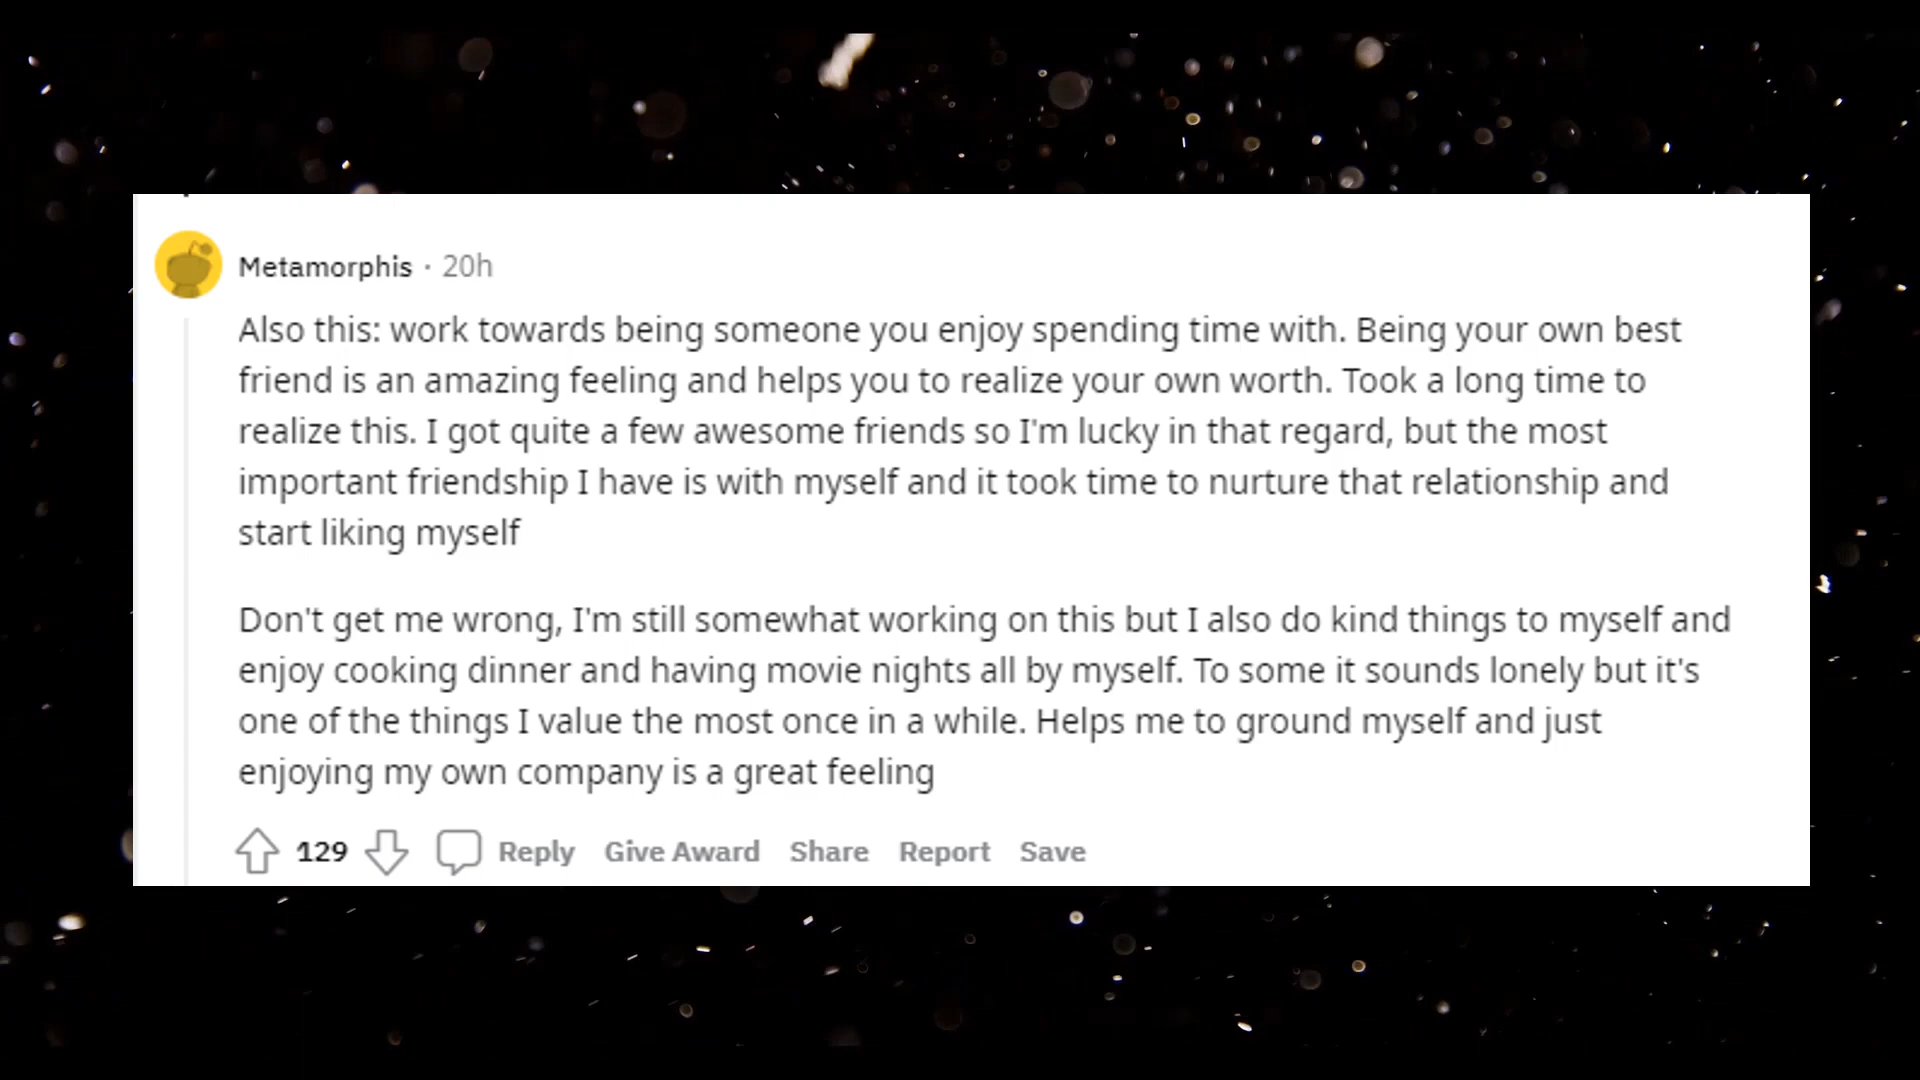 Metamorphis · 20h
Also this: work towards being someone you enjoy spending time with. Being your own best
friend is an amazing feeling and helps you to realize your own worth. Took a long time to
realize this. I got quite a few awesome friends so I'm lucky in that regard, but the most
important friendship I have is with myself and it took time to nurture that relationship and
start liking myself
Don't get me wrong, I'm still somewhat working on this but I also do kind things to myself and
enjoy cooking dinner and having movie nights all by myself. To some it sounds lonely but it's
one of the things I value the most once in a while. Helps me to ground myself and just
enjoying my own company is a great feeling
129 Reply Give Award Share Report Save